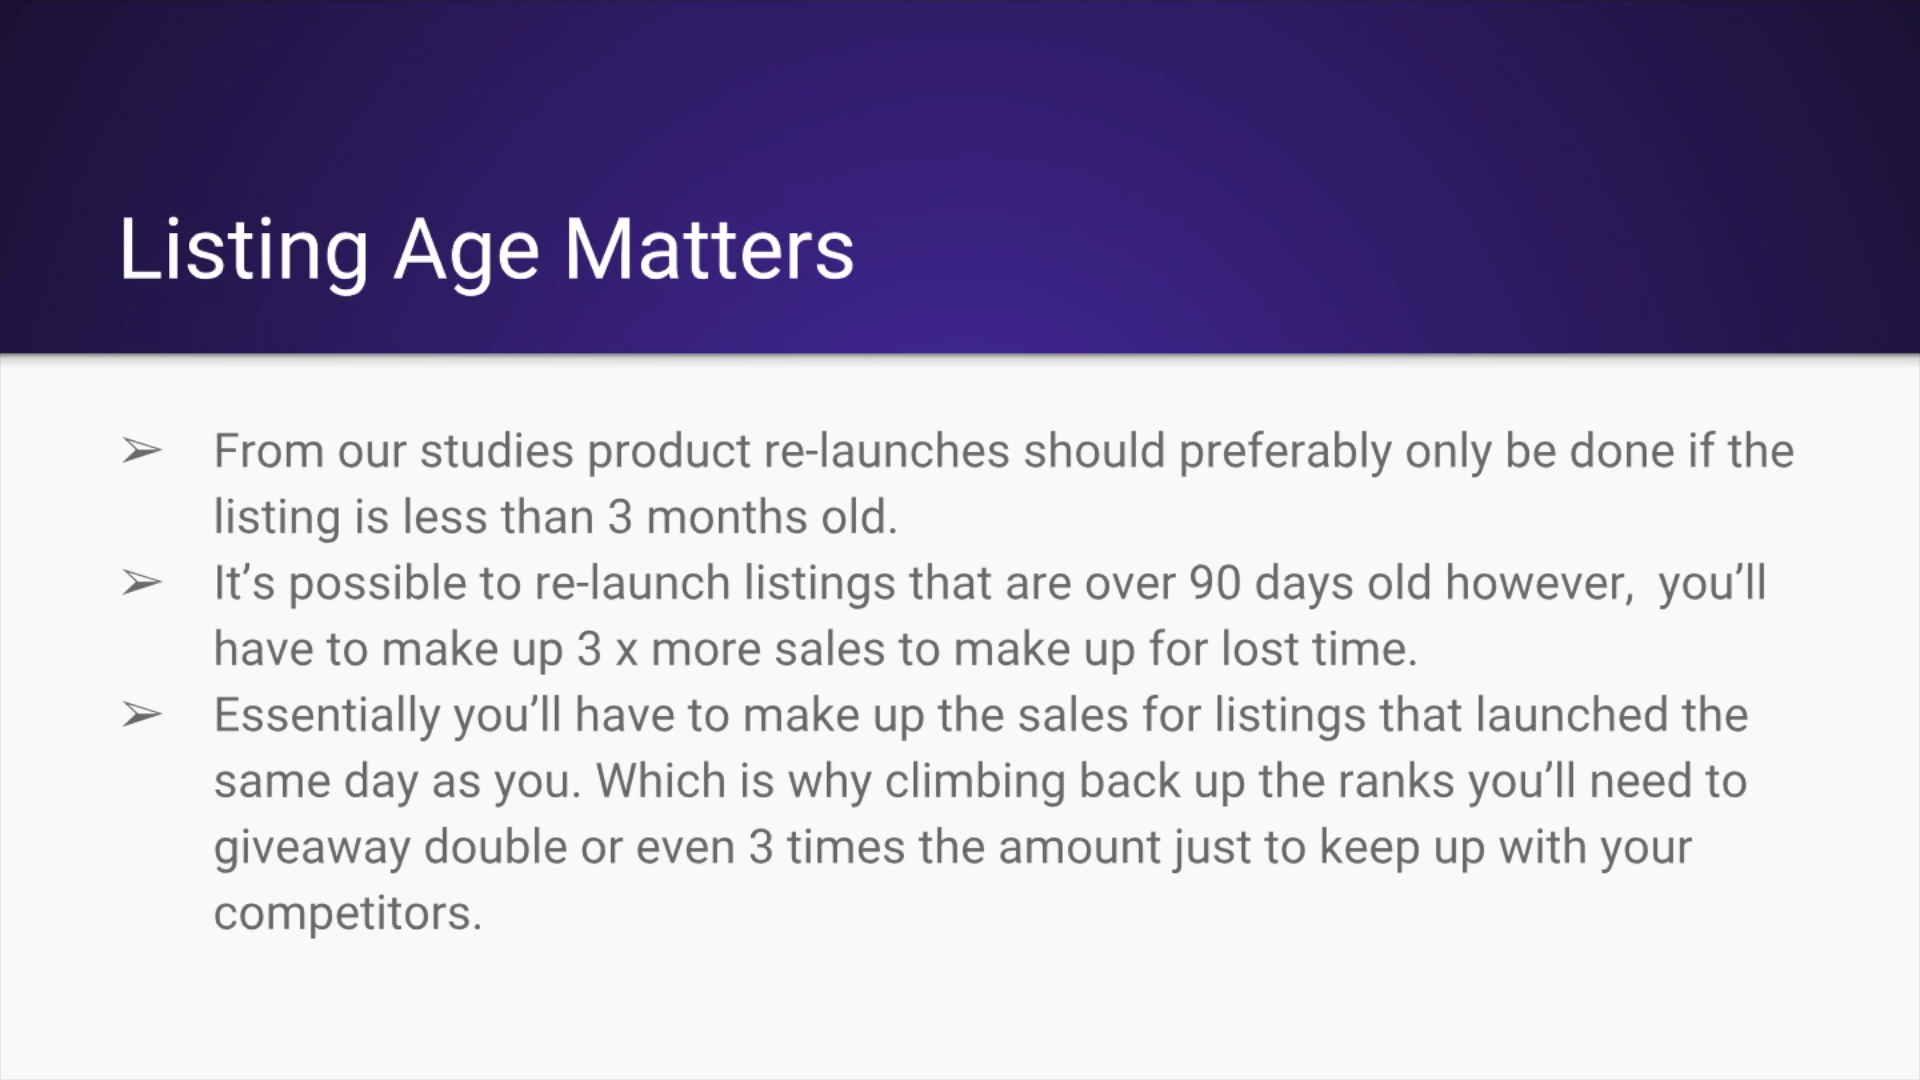 Listing Age Matters
➢ From our studies product re-launches should preferably only be done if the
listing is less than 3 months old.
➢ It’s possible to re-launch listings that are over 90 days old however,  you’ll
have to make up 3 x more sales to make up for lost time.
➢ Essentially you’ll have to make up the sales for listings that launched the
same day as you. Which is why climbing back up the ranks you’ll need to
giveaway double or even 3 times the amount just to keep up with your
competitors.